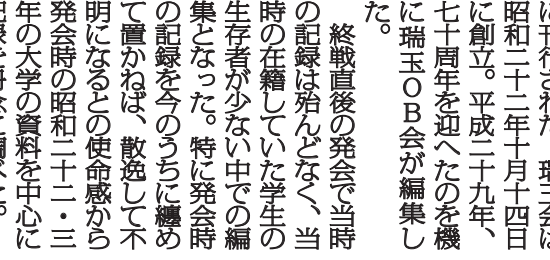 に刊行された。瑞玉会は
昭和二十二年十月十四日
に創立。平成二十九年、
七十周年を迎へたのを機
に瑞玉ＯＢ会が編集し
た。
　終戦直後の発会で当時
の記録は殆んどなく、当
時の在籍していた学生の
生存者が少ない中での編
集となった。特に発会時
の記録を今のうちに纏め
て置かねば、散逸して不
明になるとの使命感から
発会時の昭和二十二・三
年の大学の資料を中心に